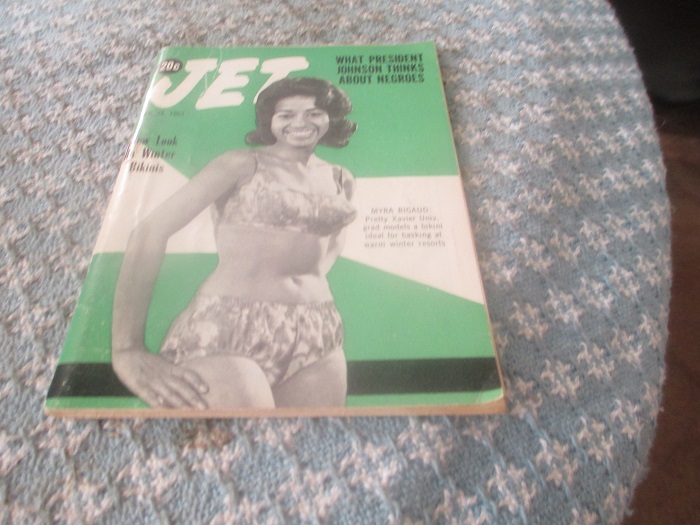 20¢
JET
WHAT PRESIDENT
JOHNSON THINKS
ABOUT NEGROES
Look
Winter
Bikinis
MYRA RIGAUD
Pretty Xavier Univ.
grad models a bikini
ideal for basking at
warm winter resorts